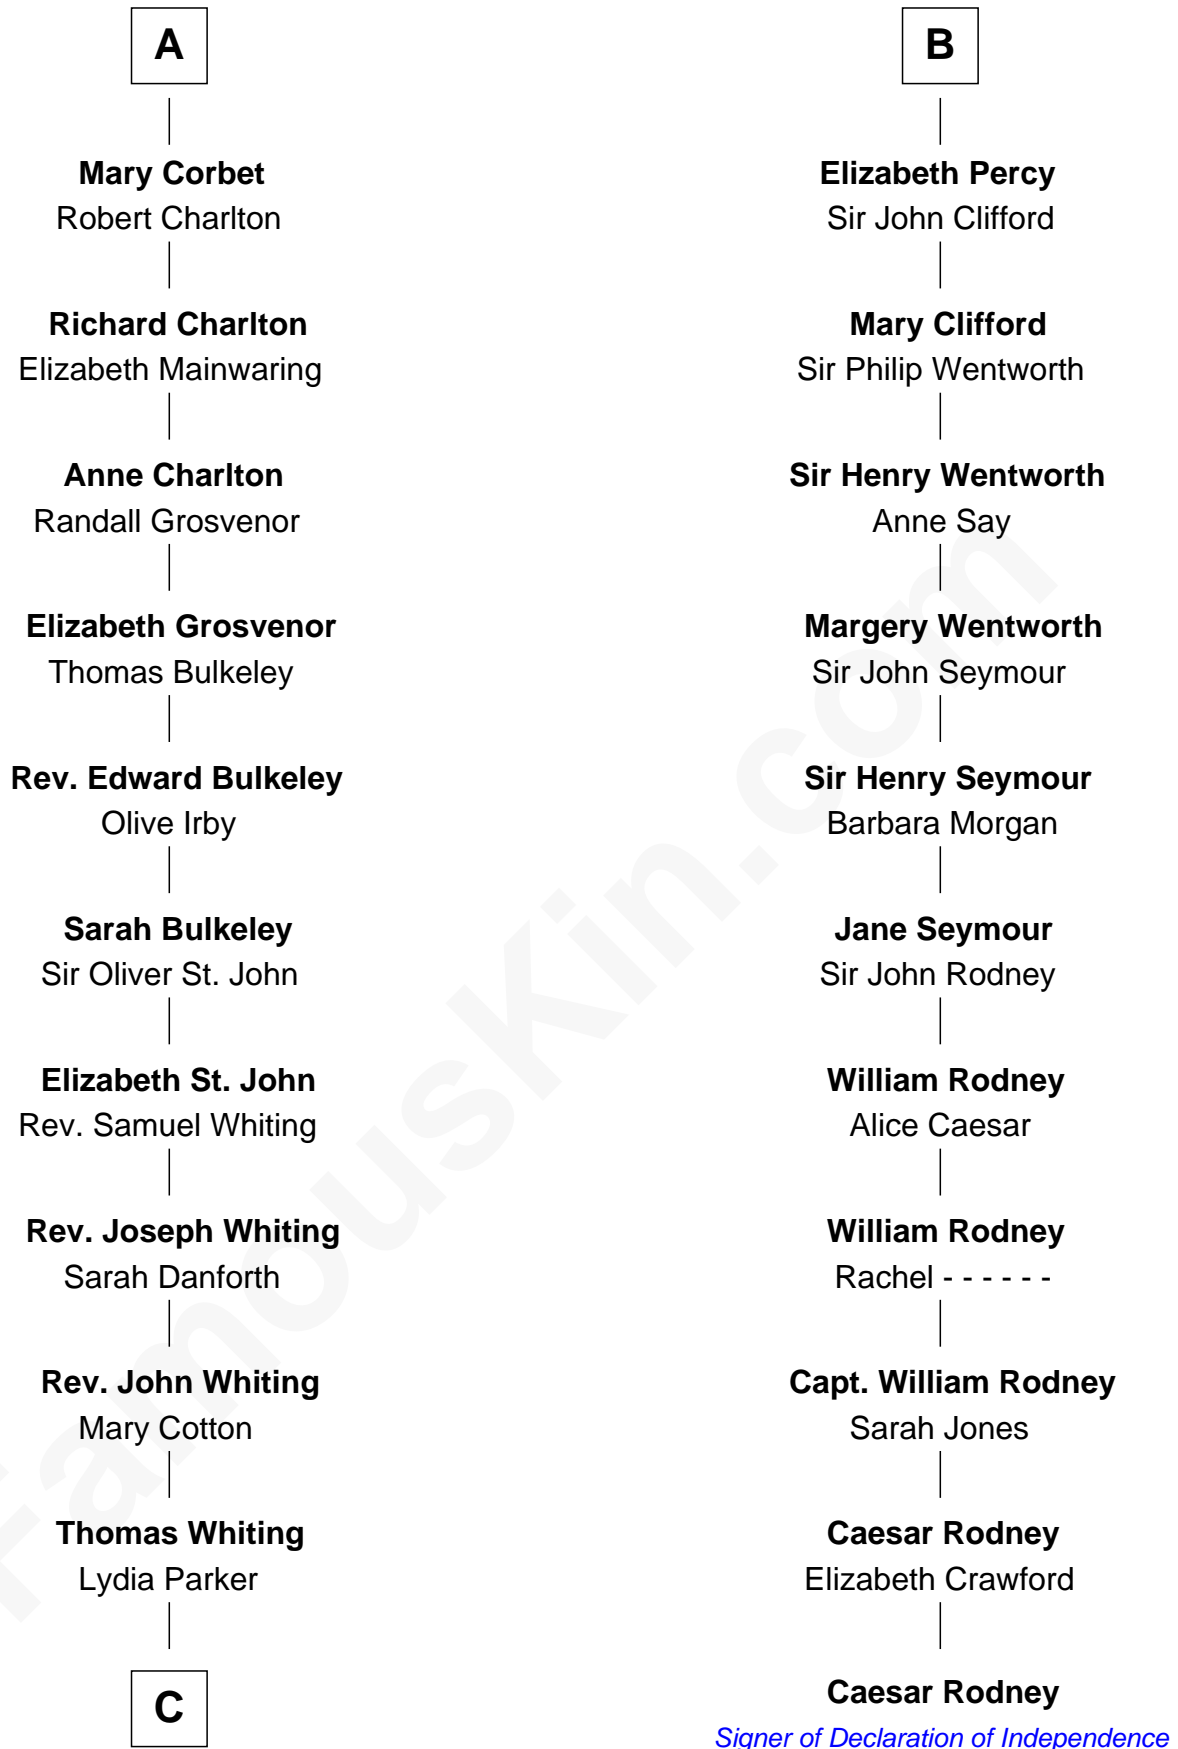 A
Mary Corbet
Robert Charlton
Richard Charlton
Elizabeth Mainwaring
Anne Charlton
Randall Grosvenor
Elizabeth Grosvenor
Thomas Bulkeley
Rev. Edward Bulkeley
Olive Irby
Sarah Bulkeley
Sir Oliver St. John
Elizabeth St. John
Rev. Samuel Whiting
Rev. Joseph Whiting
Sarah Danforth
Rev. John Whiting
Mary Cotton
Thomas Whiting
Lydia Parker
C
B
Elizabeth Percy
Sir John Clifford
Mary Clifford
Sir Philip Wentworth
Sir Henry Wentworth
Anne Say
Margery Wentworth
Sir John Seymour
Sir Henry Seymour
Barbara Morgan
Jane Seymour
Sir John Rodney
William Rodney
Alice Caesar
William Rodney
Rachel - - - - - -
Capt. William Rodney
Sarah Jones
Caesar Rodney
Elizabeth Crawford
Caesar Rodney
Signer of Declaration of Independence
FamousKin.com